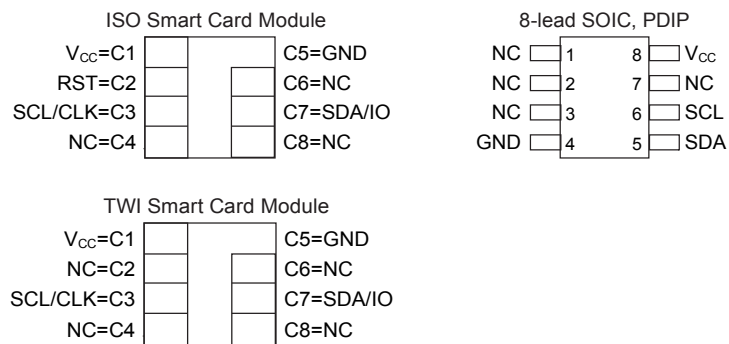 ISO Smart Card Module
V_CC=C1 C5=GND
RST=C2 C6=NC
SCL/CLK=C3 C7=SDA/IO
NC=C4 C8=NC
8-lead SOIC, PDIP
NC 1 8 V_CC
NC 2 7 NC
NC 3 6 SCL
GND 4 5 SDA
TWI Smart Card Module
V_CC=C1 C5=GND
NC=C2 C6=NC
SCL/CLK=C3 C7=SDA/IO
NC=C4 C8=NC